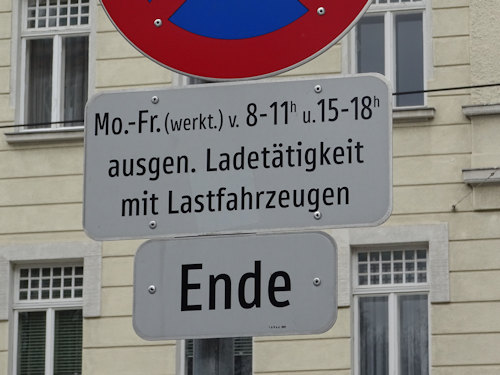 Mo.-Fr. (werkt.) v. 8-11h u. 15-18h
ausgen. Ladetätigkeit
mit Lastfahrzeugen
Ende